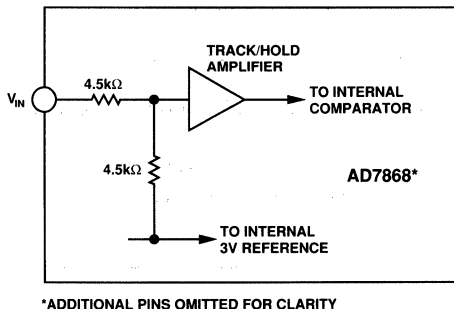 TRACK/HOLD
AMPLIFIER
4.5kΩ
V_IN
TO INTERNAL
COMPARATOR
4.5kΩ
AD7868*
TO INTERNAL
3V REFERENCE
*ADDITIONAL PINS OMITTED FOR CLARITY